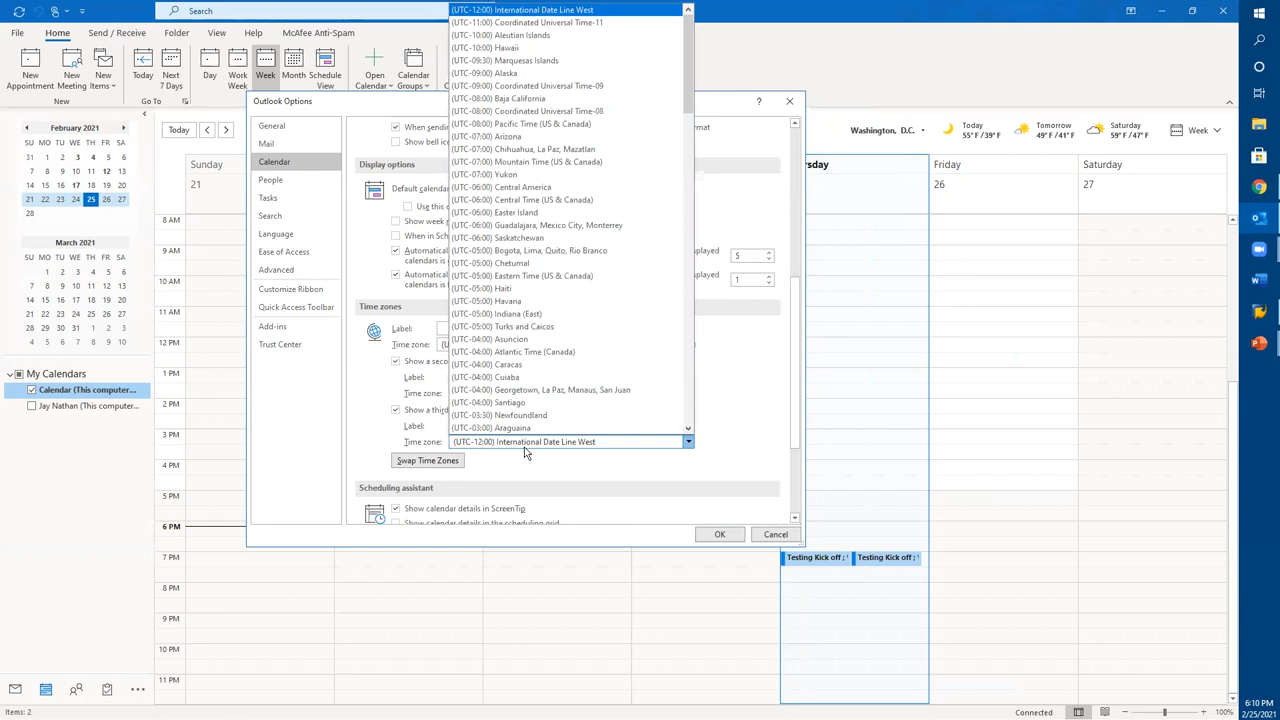 Search
File
Home
Send / Receive
Folder
View
Help
McAfee Anti-Spam
New Appointment
New Meeting
New Items
Today
Next 7 Days
Day
Work Week
Week
Month
Schedule View
Open Calendar
Calendar Groups
New
Go To
February 2021
SU MO TU WE TH FR SA
31 1 2 3 4 5 6
7 8 9 10 11 12 13
14 15 16 17 18 19 20
21 22 23 24 25 26 27
28
March 2021
SU MO TU WE TH FR SA
1 2 3 4 5 6
7 8 9 10 11 12 13
14 15 16 17 18 19 20
21 22 23 24 25 26 27
28 29 30 31 1 2 3
4 5 6 7 8 9 10
My Calendars
Calendar (This computer...
Jay Nathan (This computer...
Items: 2
Today
Washington, D.C.
Today
55° F / 39° F
Tomorrow
49° F / 41° F
Saturday
59° F / 47° F
Week
Sunday
21
rsday
Friday
26
Saturday
27
8 AM
9 AM
10 AM
11 AM
12 PM
1 PM
2 PM
3 PM
4 PM
5 PM
6 PM
7 PM
8 PM
9 PM
10 PM
11 PM
Testing Kick off ;
Testing Kick off ;
Outlook Options
?
General
Mail
Calendar
People
Tasks
Search
Language
Ease of Access
Advanced
Customize Ribbon
Quick Access Toolbar
Add-ins
Trust Center
When sendin
rmat
Show bell ic
Display options
Default calenda
Use this c
Show week
When in Sch
Automatical
calendar is
played
5
Automatical
calendars is
played
1
Time zones
Label:
Time zone:
(U
Show a seco
Label:
Time zone:
Show a third
Label:
Time zone:
(UTC-12:00) International Date Line West
Swap Time Zones
Scheduling assistant
Show calendar details in ScreenTip
Show calendar details in the scheduling grid
OK
Cancel
(UTC-12:00) International Date Line West
(UTC-11:00) Coordinated Universal Time-11
(UTC-10:00) Aleutian Islands
(UTC-10:00) Hawaii
(UTC-09:30) Marquesas Islands
(UTC-09:00) Alaska
(UTC-09:00) Coordinated Universal Time-09
(UTC-08:00) Baja California
(UTC-08:00) Coordinated Universal Time-08
(UTC-08:00) Pacific Time (US & Canada)
(UTC-07:00) Arizona
(UTC-07:00) Chihuahua, La Paz, Mazatlan
(UTC-07:00) Mountain Time (US & Canada)
(UTC-07:00) Yukon
(UTC-06:00) Central America
(UTC-06:00) Central Time (US & Canada)
(UTC-06:00) Easter Island
(UTC-06:00) Guadalajara, Mexico City, Monterrey
(UTC-06:00) Saskatchewan
(UTC-05:00) Bogota, Lima, Quito, Rio Branco
(UTC-05:00) Chetumal
(UTC-05:00) Eastern Time (US & Canada)
(UTC-05:00) Haiti
(UTC-05:00) Havana
(UTC-05:00) Indiana (East)
(UTC-05:00) Turks and Caicos
(UTC-04:00) Asuncion
(UTC-04:00) Atlantic Time (Canada)
(UTC-04:00) Caracas
(UTC-04:00) Cuiaba
(UTC-04:00) Georgetown, La Paz, Manaus, San Juan
(UTC-04:00) Santiago
(UTC-03:30) Newfoundland
(UTC-03:00) Araguaina
Connected
100%
6:10 PM
2/25/2021